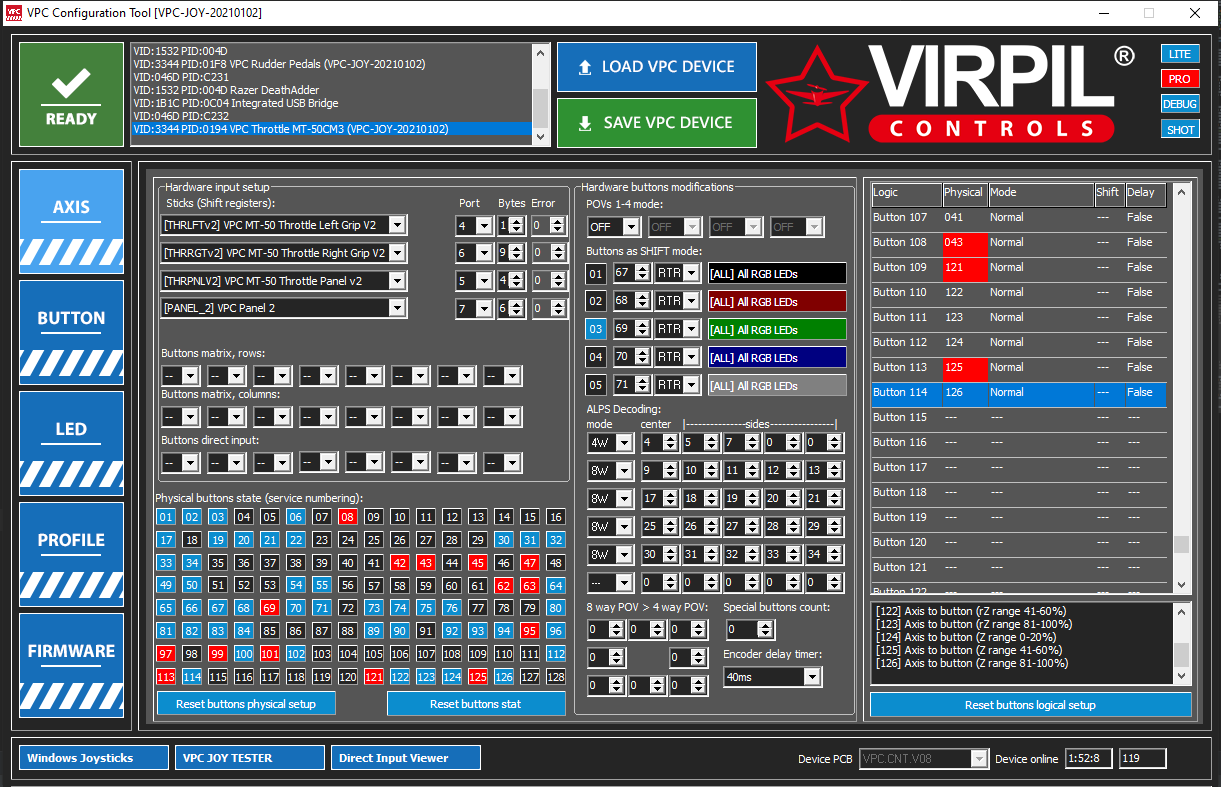 VPC Configuration Tool [VPC-JOY-20210102]
READY
VID:1532 PID:004D
VID:3344 PID:01F8 VPC Rudder Pedals (VPC-JOY-20210102)
VID:046D PID:C231
VID:1532 PID:004D Razer DeathAdder
VID:1B1C PID:0C04 Integrated USB Bridge
VID:046D PID:C232
VID:3344 PID:0194 VPC Throttle MT-50CM3 (VPC-JOY-20210102)
LOAD VPC DEVICE
SAVE VPC DEVICE
VIRPIL ®
CONTROLS
LITE
PRO
DEBUG
SHOT
AXIS
BUTTON
LED
PROFILE
FIRMWARE
Hardware input setup
Sticks (Shift registers): Port Bytes Error
[THRLFTv2] VPC MT-50 Throttle Left Grip V2 4 1 0
[THRRGTv2] VPC MT-50 Throttle Right Grip V2 6 9 0
[THRPNLV2] VPC MT-50 Throttle Panel v2 5 4 0
[PANEL_2] VPC Panel 2 7 6 0
Buttons matrix, rows:
-- -- -- -- -- -- -- --
Buttons matrix, columns:
-- -- -- -- -- -- -- --
Buttons direct input:
-- -- -- -- -- -- -- --
Physical buttons state (service numbering):
01 02 03 04 05 06 07 08 09 10 11 12 13 14 15 16
17 18 19 20 21 22 23 24 25 26 27 28 29 30 31 32
33 34 35 36 37 38 39 40 41 42 43 44 45 46 47 48
49 50 51 52 53 54 55 56 57 58 59 60 61 62 63 64
65 66 67 68 69 70 71 72 73 74 75 76 77 78 79 80
81 82 83 84 85 86 87 88 89 90 91 92 93 94 95 96
97 98 99 100 101 102 103 104 105 106 107 108 109 110 111 112
113 114 115 116 117 118 119 120 121 122 123 124 125 126 127 128
Reset buttons physical setup
Reset buttons stat
Hardware buttons modifications
POVs 1-4 mode:
OFF OFF OFF OFF
Buttons as SHIFT mode:
01 67 RTR [ALL] All RGB LEDs
02 68 RTR [ALL] All RGB LEDs
03 69 RTR [ALL] All RGB LEDs
04 70 RTR [ALL] All RGB LEDs
05 71 RTR [ALL] All RGB LEDs
ALPS Decoding:
mode center |----------------sides----------------|
4W 4 5 7 0 0
8W 9 10 11 12 13
8W 17 18 19 20 21
8W 25 26 27 28 29
8W 30 31 32 33 34
--- 0 0 0 0 0
8 way POV > 4 way POV: Special buttons count:
0 0 0 0
0 0 Encoder delay timer:
0 0 0 40ms
Logic Physical Mode Shift Delay
Button 107 041 Normal --- False
Button 108 043 Normal --- False
Button 109 121 Normal --- False
Button 110 122 Normal --- False
Button 111 123 Normal --- False
Button 112 124 Normal --- False
Button 113 125 Normal --- False
Button 114 126 Normal --- False
Button 115 --- --- --- ---
Button 116 --- --- --- ---
Button 117 --- --- --- ---
Button 118 --- --- --- ---
Button 119 --- --- --- ---
Button 120 --- --- --- ---
Button 121 --- --- --- ---
Button 122 --- --- --- ---
[122] Axis to button (rZ range 41-60%)
[123] Axis to button (rZ range 81-100%)
[124] Axis to button (Z range 0-20%)
[125] Axis to button (Z range 41-60%)
[126] Axis to button (Z range 81-100%)
Reset buttons logical setup
Windows Joysticks
VPC JOY TESTER
Direct Input Viewer
Device PCB VPC.CNT.V08 Device online 1:52:8 119